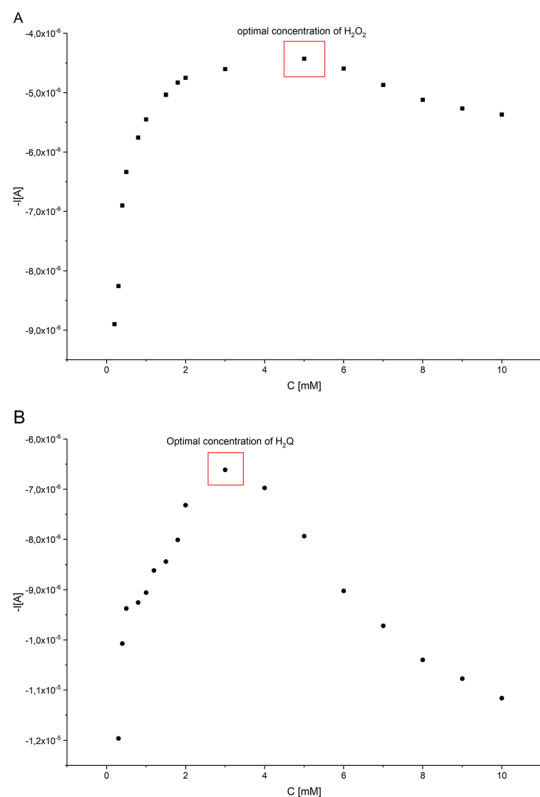 A
optimal concentration of H₂O₂
-4,0x10⁻⁶
-5,0x10⁻⁶
-6,0x10⁻⁶
-7,0x10⁻⁶
-8,0x10⁻⁶
-9,0x10⁻⁶
-I[A]
0 2 4 6 8 10
C [mM]
B
Optimal concentration of H₂Q
-6,0x10⁻⁶
-7,0x10⁻⁶
-8,0x10⁻⁶
-9,0x10⁻⁶
-1,0x10⁻⁵
-1,1x10⁻⁵
-1,2x10⁻⁵
-I[A]
0 2 4 6 8 10
C [mM]